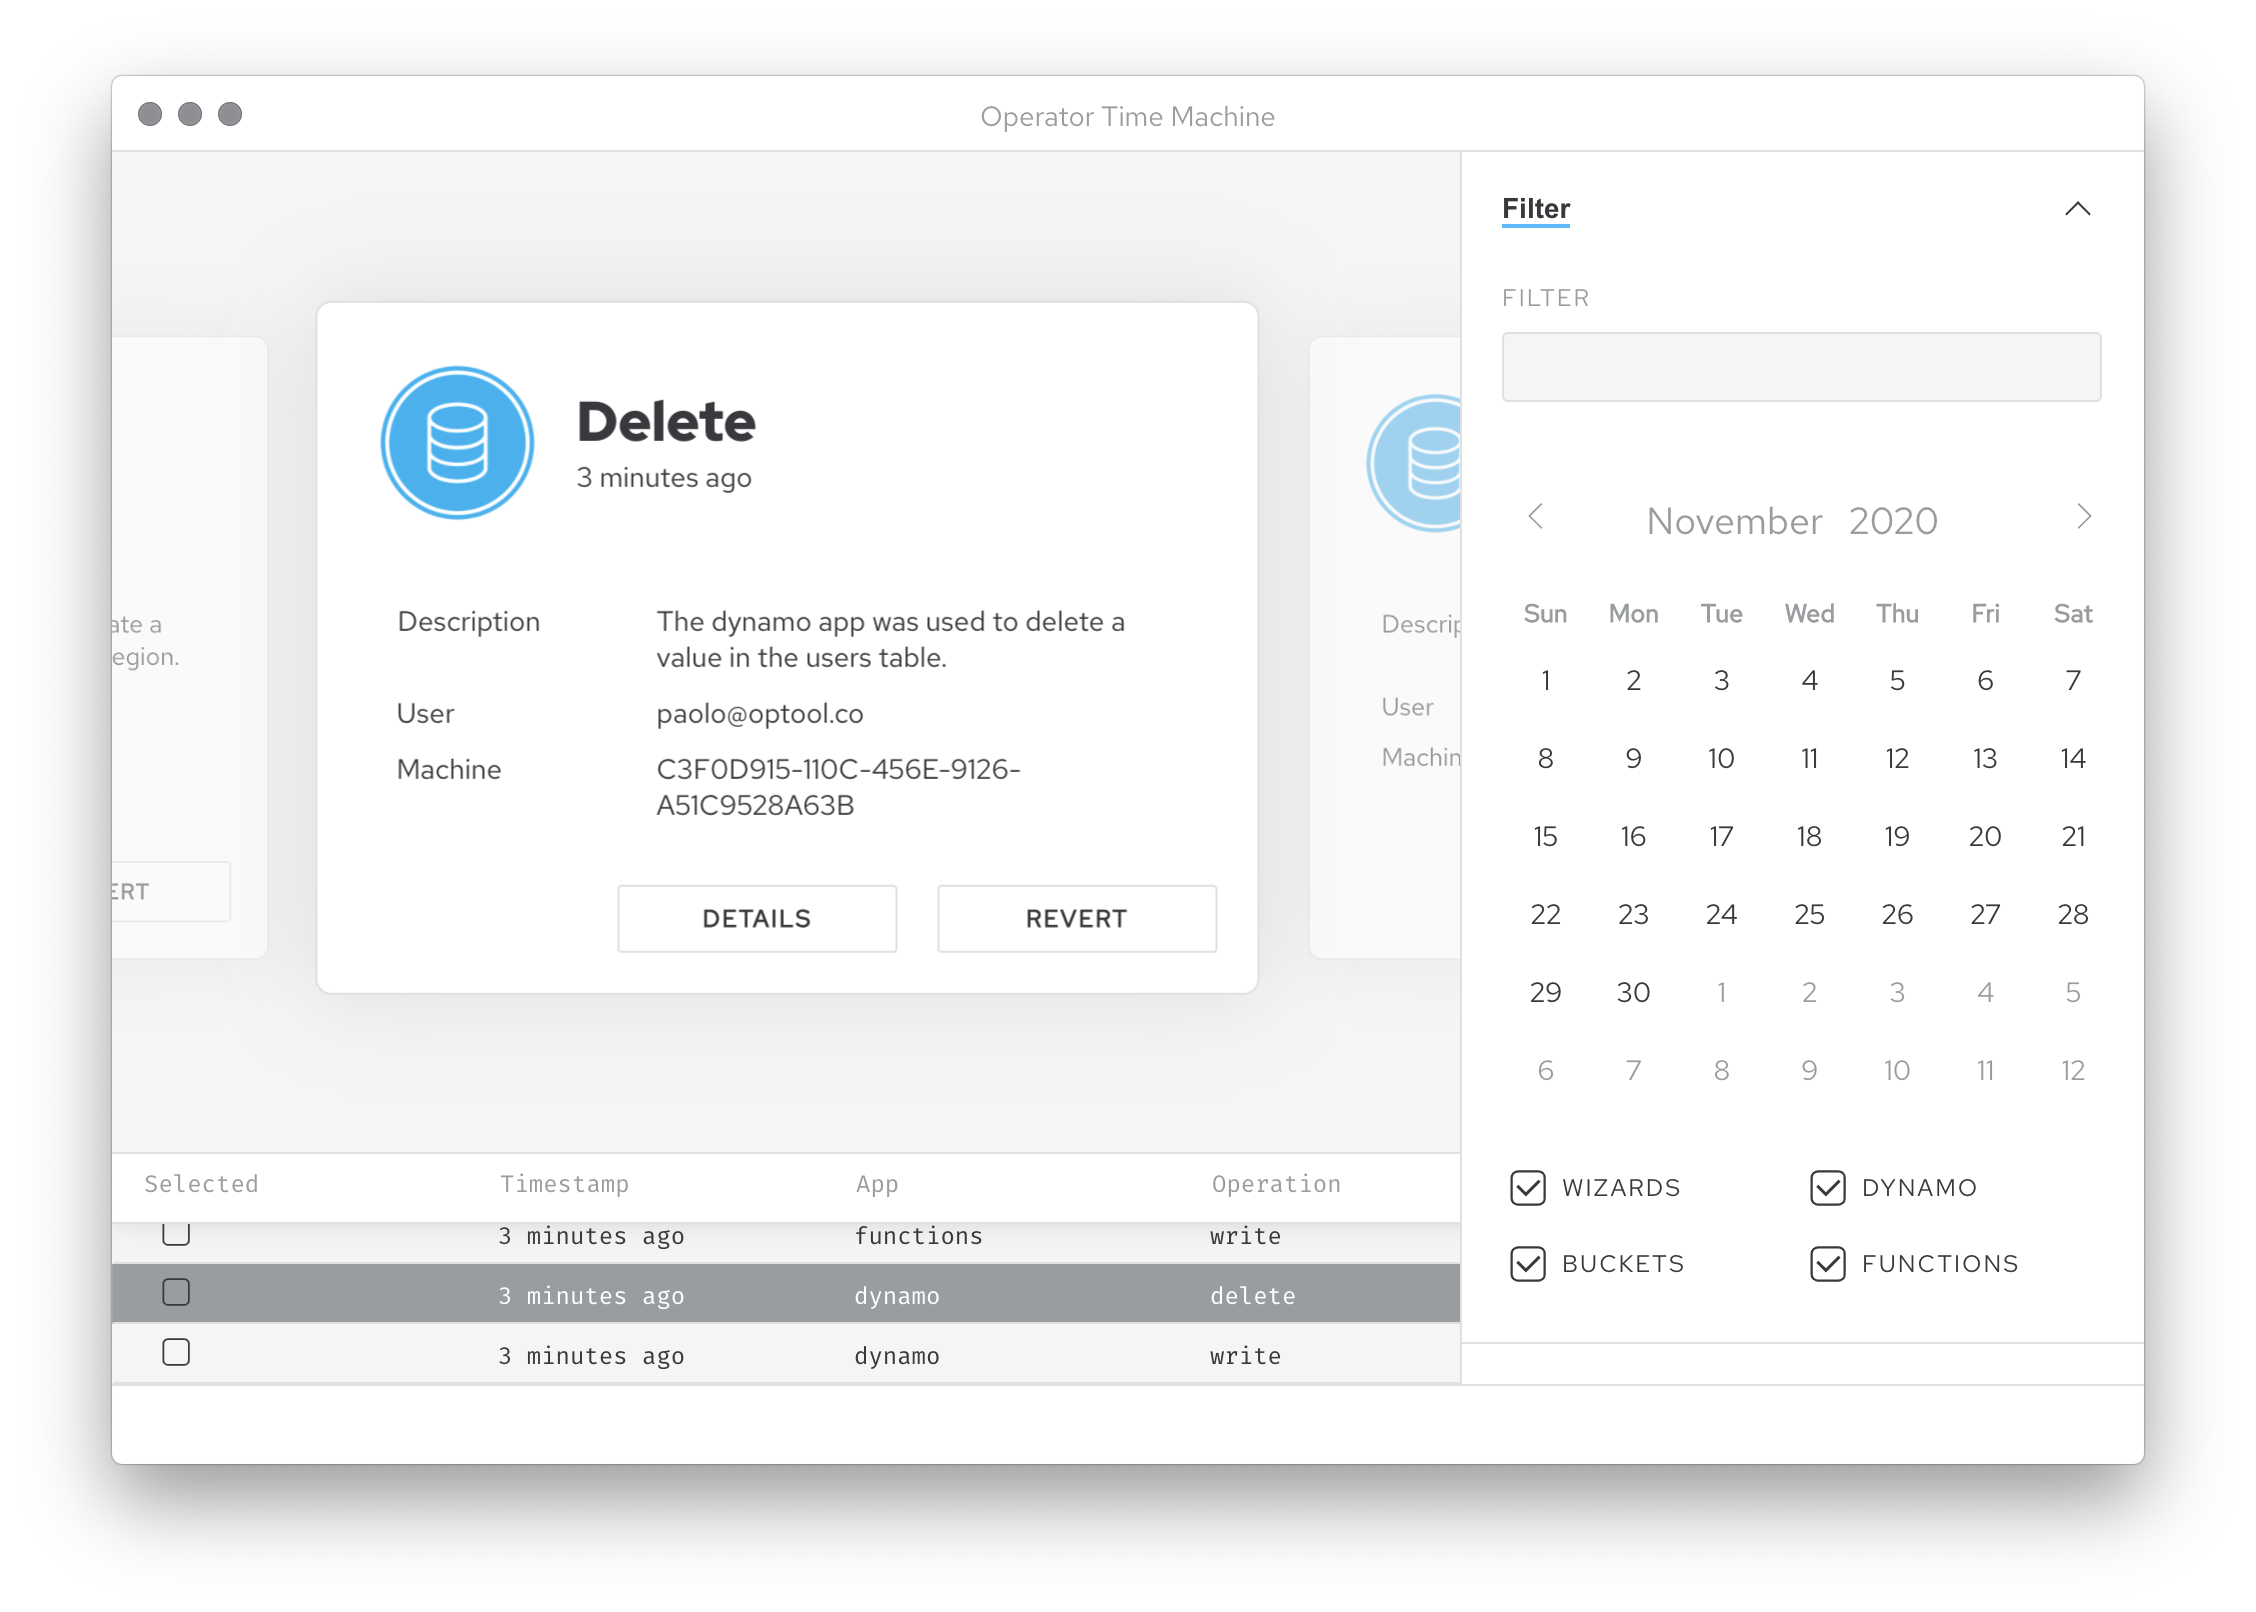 Operator Time Machine
ate a
egion.
ERT
Delete
3 minutes ago
Description
The dynamo app was used to delete a
value in the users table.
User
paolo@optool.co
Machine
C3F0D915-110C-456E-9126-
A51C9528A63B
DETAILS REVERT
Descrip
User
Machin
Selected Timestamp App Operation
3 minutes ago functions write
3 minutes ago dynamo delete
3 minutes ago dynamo write
Filter
FILTER
November 2020
Sun Mon Tue Wed Thu Fri Sat
1 2 3 4 5 6 7
8 9 10 11 12 13 14
15 16 17 18 19 20 21
22 23 24 25 26 27 28
29 30 1 2 3 4 5
6 7 8 9 10 11 12
WIZARDS DYNAMO
BUCKETS FUNCTIONS